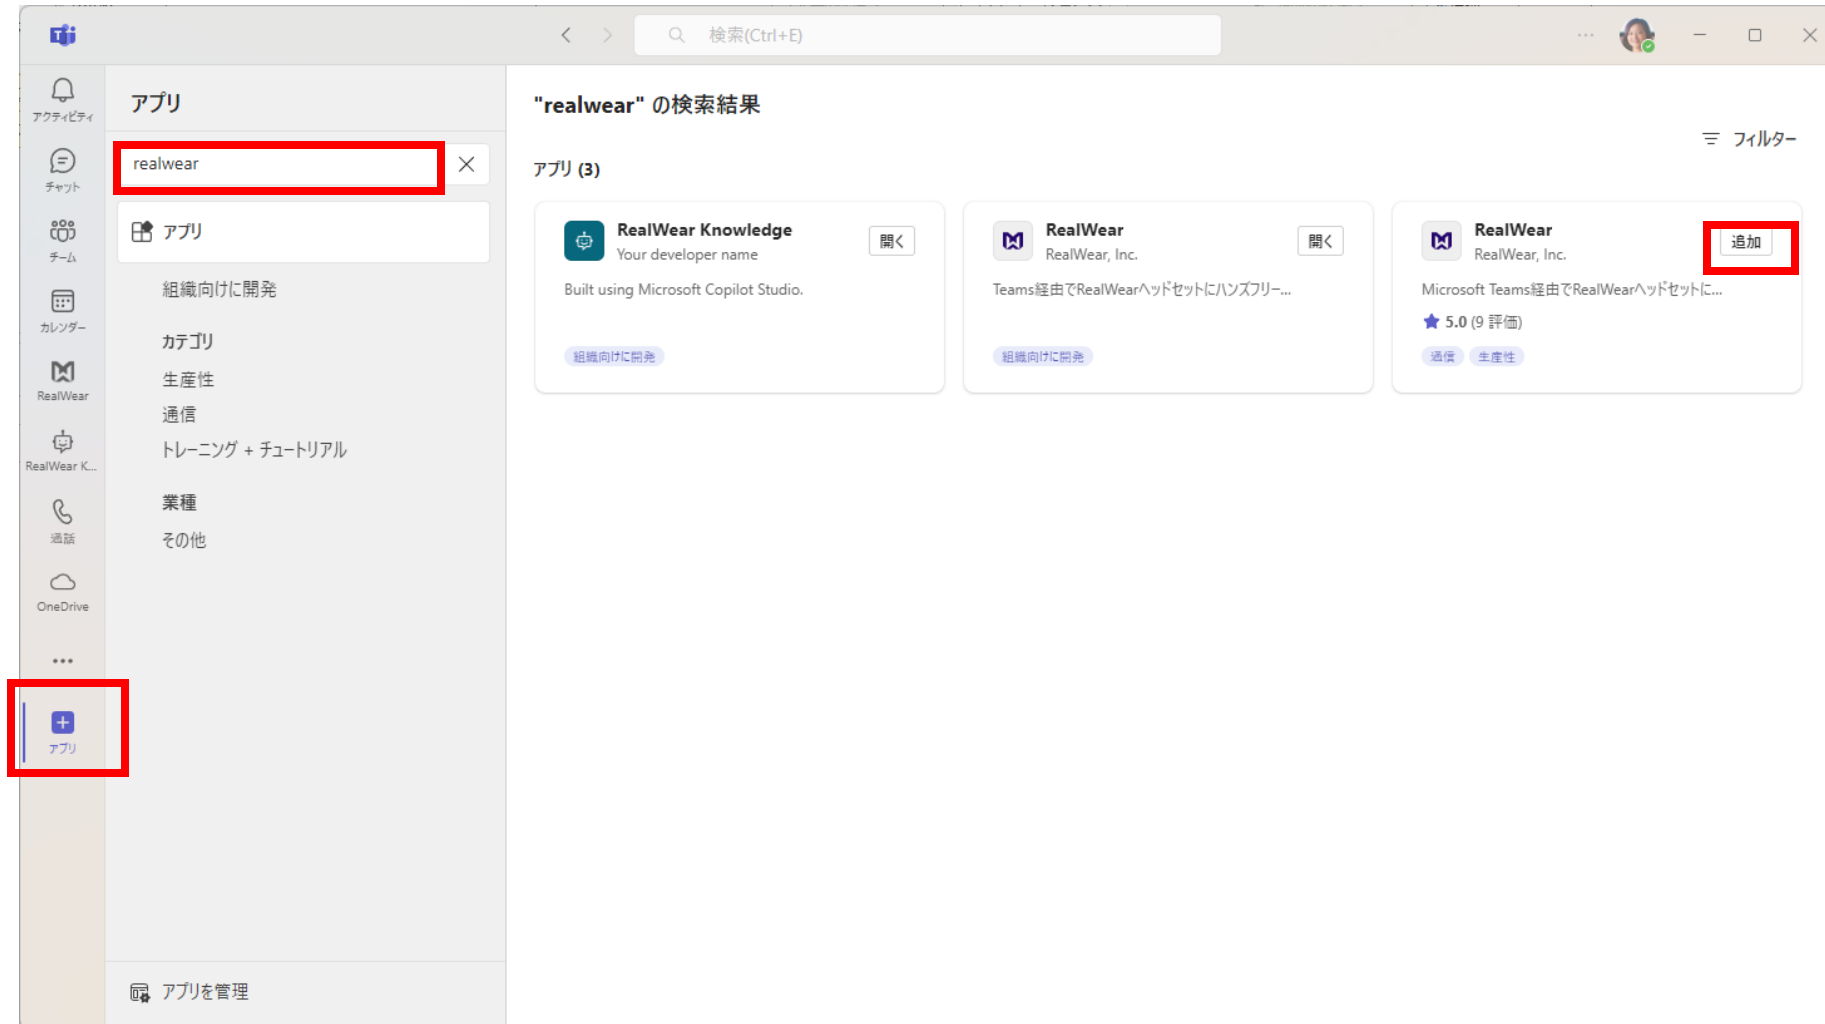 検索(Ctrl+E)
アクティビティ
チャット
チーム
カレンダー
RealWear
RealWear K...
通話
OneDrive
アプリ
アプリ
realwear
アプリ
組織向けに開発
カテゴリ
生産性
通信
トレーニング + チュートリアル
業種
その他
アプリを管理
"realwear" の検索結果
フィルター
アプリ (3)
RealWear Knowledge
Your developer name
開く
Built using Microsoft Copilot Studio.
組織向けに開発
RealWear
RealWear, Inc.
開く
Teams経由でRealWearヘッドセットにハンズフリー...
組織向けに開発
RealWear
RealWear, Inc.
追加
Microsoft Teams経由でRealWearヘッドセットに...
5.0 (9 評価)
通信 生産性